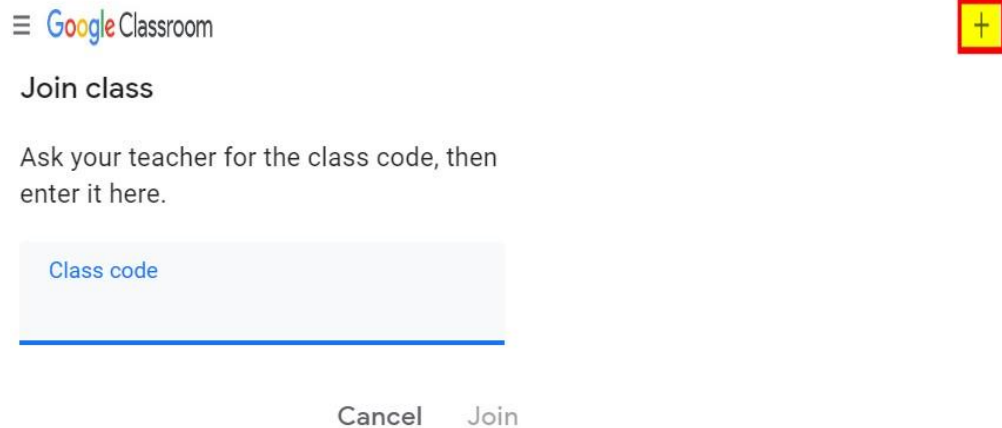 Google Classroom
Join class
Ask your teacher for the class code, then
enter it here.
Class code
Cancel Join